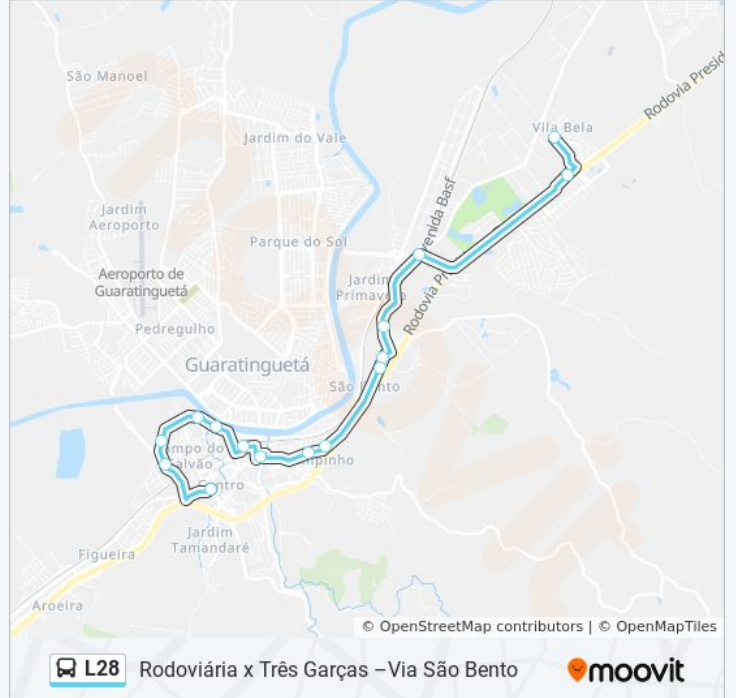 São Manoel
Vila Bela
Rodovia Presid
Jardim do Vale
Jardim
Aeroporto
Avenida Basf
Parque do Sol
Aeroporto de
Guaratinguetá
Jardim
Primavera
Rodovia Pr
Pedregulho
Guaratinguetá
São Bento
Campo do
Galvão
Centro
Jardim
Tamandaré
Figueira
Aroeira
© OpenStreetMap contributors | © OpenMapTiles
L28 Rodoviária x Três Garças –Via São Bento moovit